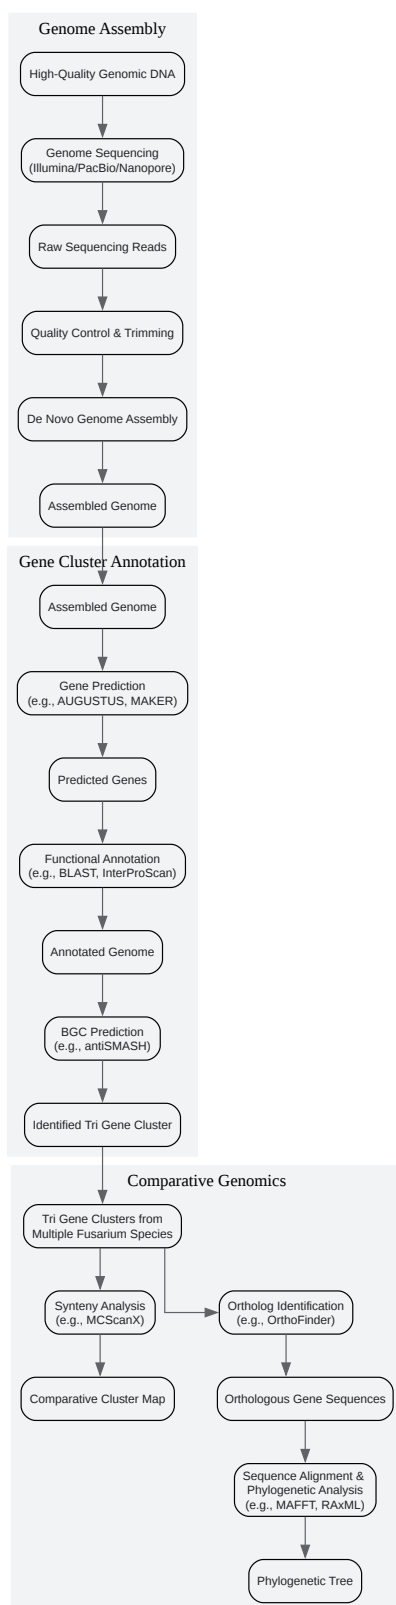 Genome Assembly
High-Quality Genomic DNA
Genome Sequencing
(Illumina/PacBio/Nanopore)
Raw Sequencing Reads
Quality Control & Trimming
De Novo Genome Assembly
Assembled Genome
Gene Cluster Annotation
Assembled Genome
Gene Prediction
(e.g., AUGUSTUS, MAKER)
Predicted Genes
Functional Annotation
(e.g., BLAST, InterProScan)
Annotated Genome
BGC Prediction
(e.g., antiSMASH)
Identified Tri Gene Cluster
Comparative Genomics
Tri Gene Clusters from
Multiple Fusarium Species
Synteny Analysis
(e.g., MCScanX)
Ortholog Identification
(e.g., OrthoFinder)
Comparative Cluster Map
Orthologous Gene Sequences
Sequence Alignment &
Phylogenetic Analysis
(e.g., MAFFT, RAxML)
Phylogenetic Tree